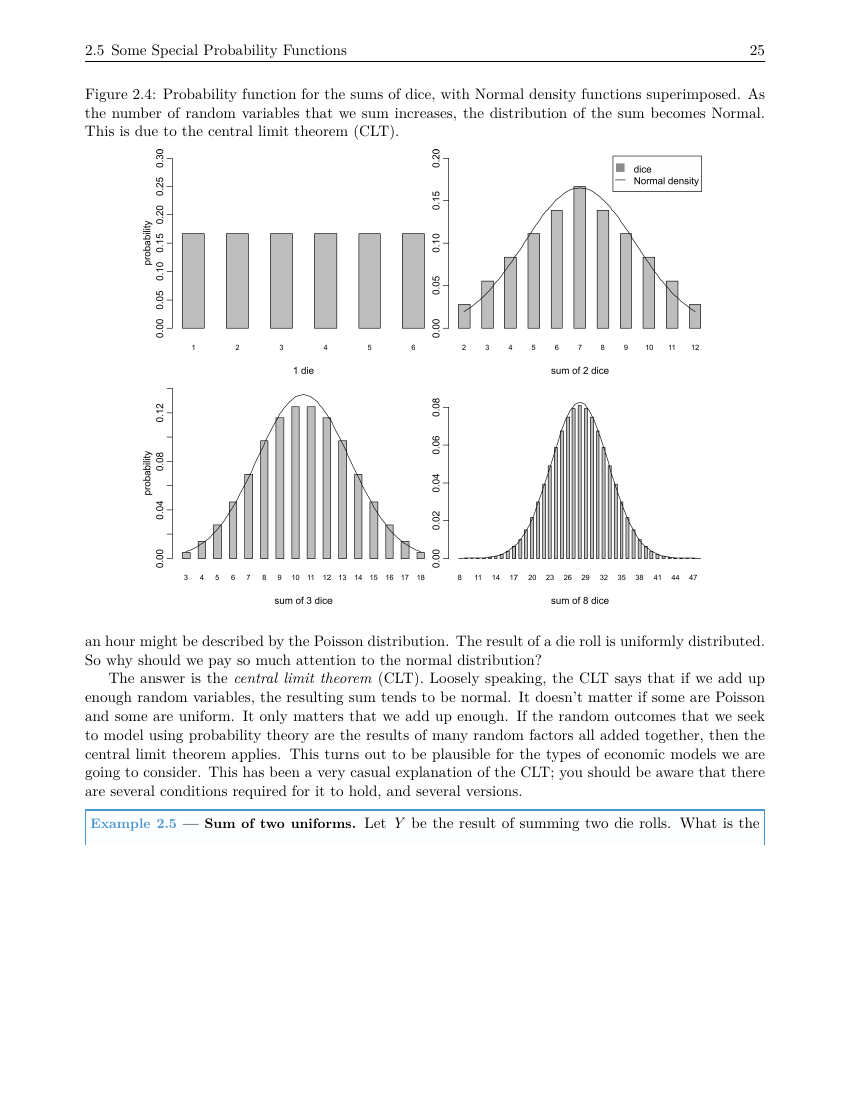 2.5 Some Special Probability Functions 25
Figure 2.4: Probability function for the sums of dice, with Normal density functions superimposed. As
the number of random variables that we sum increases, the distribution of the sum becomes Normal.
This is due to the central limit theorem (CLT).
probability
0.00 0.05 0.10 0.15 0.20 0.25 0.30
1 2 3 4 5 6
1 die
0.00 0.05 0.10 0.15 0.20
dice
Normal density
2 3 4 5 6 7 8 9 10 11 12
sum of 2 dice
probability
0.00 0.04 0.08 0.12
3 4 5 6 7 8 9 10 11 12 13 14 15 16 17 18
sum of 3 dice
0.00 0.02 0.04 0.06 0.08
8 11 14 17 20 23 26 29 32 35 38 41 44 47
sum of 8 dice
an hour might be described by the Poisson distribution. The result of a die roll is uniformly distributed.
So why should we pay so much attention to the normal distribution?
The answer is the central limit theorem (CLT). Loosely speaking, the CLT says that if we add up
enough random variables, the resulting sum tends to be normal. It doesn't matter if some are Poisson
and some are uniform. It only matters that we add up enough. If the random outcomes that we seek
to model using probability theory are the results of many random factors all added together, then the
central limit theorem applies. This turns out to be plausible for the types of economic models we are
going to consider. This has been a very casual explanation of the CLT; you should be aware that there
are several conditions required for it to hold, and several versions.
Example 2.5 — Sum of two uniforms. Let Y be the result of summing two die rolls. What is the